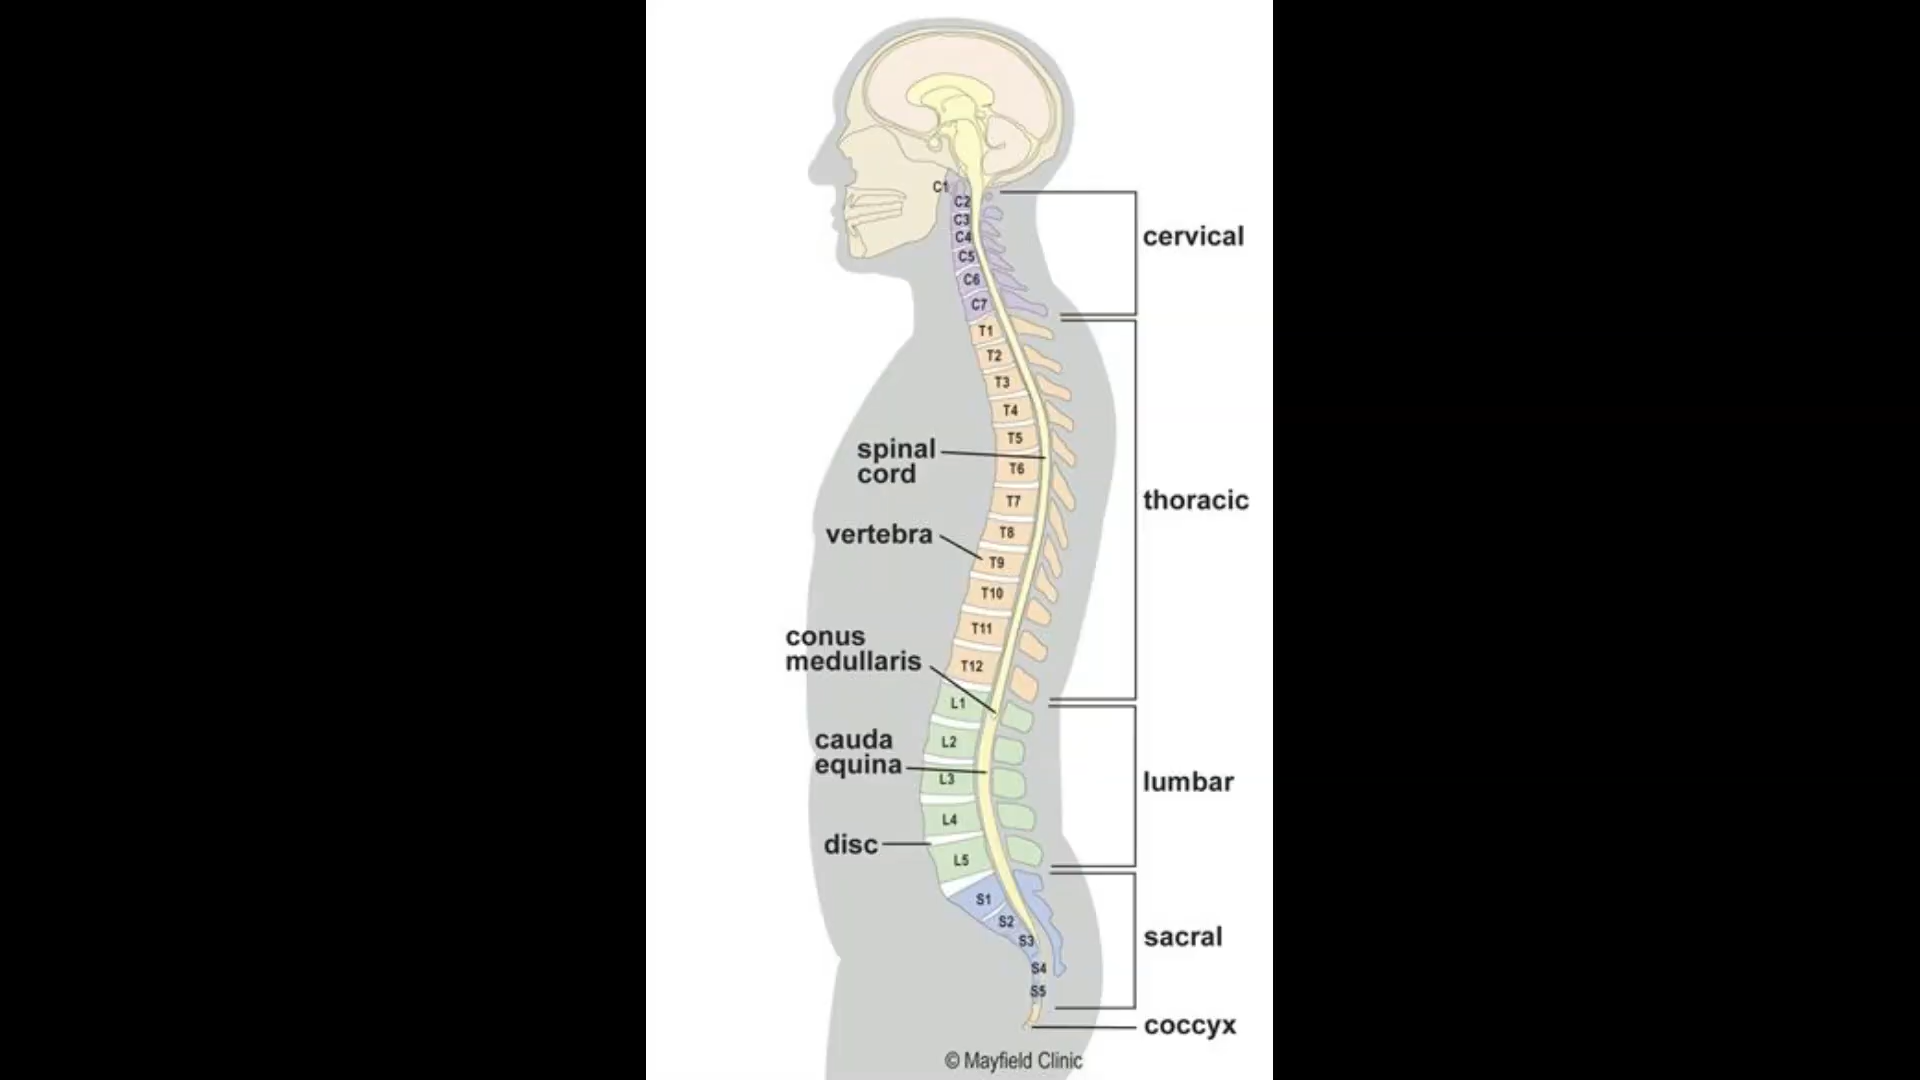 C1
C2
C3
C4
C5
C6
C7
T1
T2
T3
T4
T5
T6
T7
T8
T9
T10
T11
T12
L1
L2
L3
L4
L5
S1
S2
S3
S4
S5
spinal
cord
vertebra
conus
medullaris
cauda
equina
disc
cervical
thoracic
lumbar
sacral
coccyx
© Mayfield Clinic